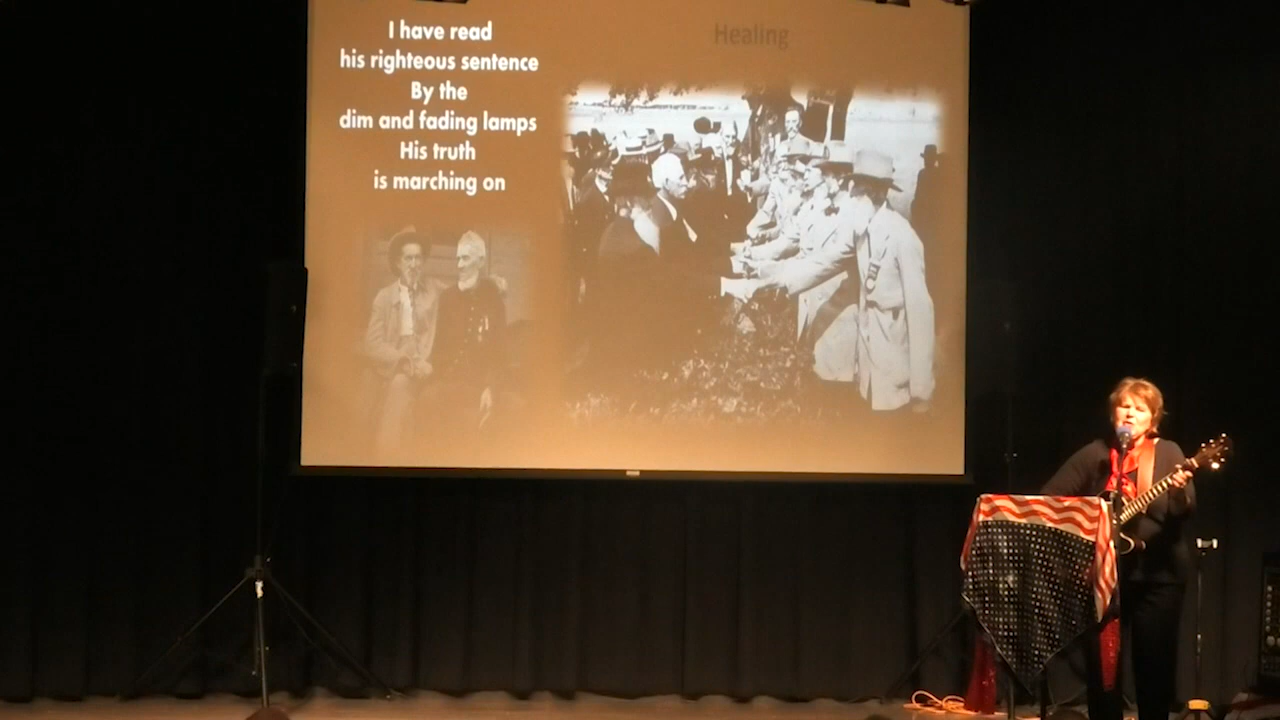 I have read
his righteous sentence
By the
dim and fading lamps
His truth
is marching on
Healing